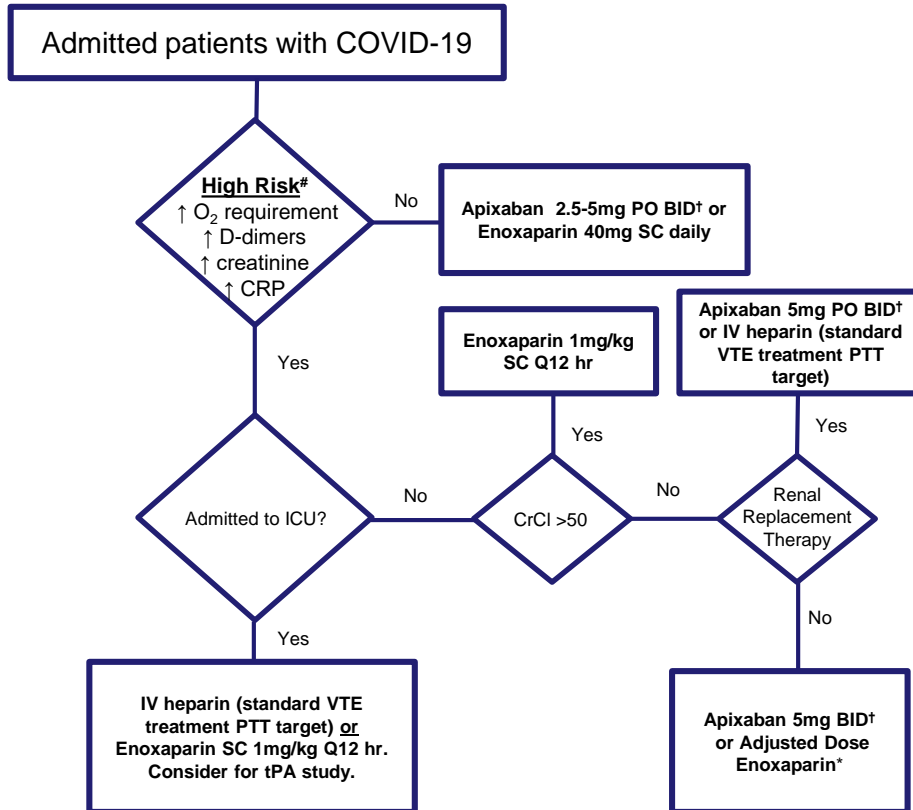 Admitted patients with COVID-19
High Risk#
↑ O₂ requirement
↑ D-dimers
↑ creatinine
↑ CRP
No
Apixaban 2.5-5mg PO BID† or
Enoxaparin 40mg SC daily
Yes
Enoxaparin 1mg/kg
SC Q12 hr
Apixaban 5mg PO BID†
or IV heparin (standard
VTE treatment PTT
target)
Yes
Yes
Admitted to ICU?
No
CrCl >50
No
Renal
Replacement
Therapy
Yes
No
IV heparin (standard VTE
treatment PTT target) or
Enoxaparin SC 1mg/kg Q12 hr.
Consider for tPA study.
Apixaban 5mg BID†
or Adjusted Dose
Enoxaparin*